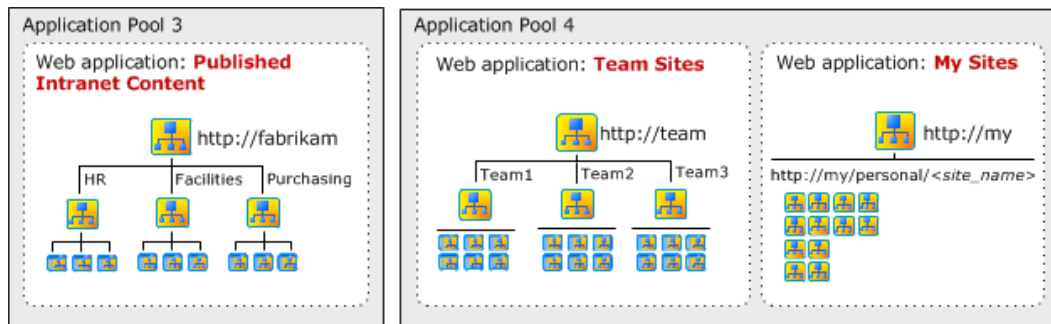 Application Pool 3
Web application: Published
Intranet Content
http://fabrikam
HR
Facilities
Purchasing
Application Pool 4
Web application: Team Sites
http://team
Team1
Team2
Team3
Web application: My Sites
http://my
http://my/personal/<site_name>